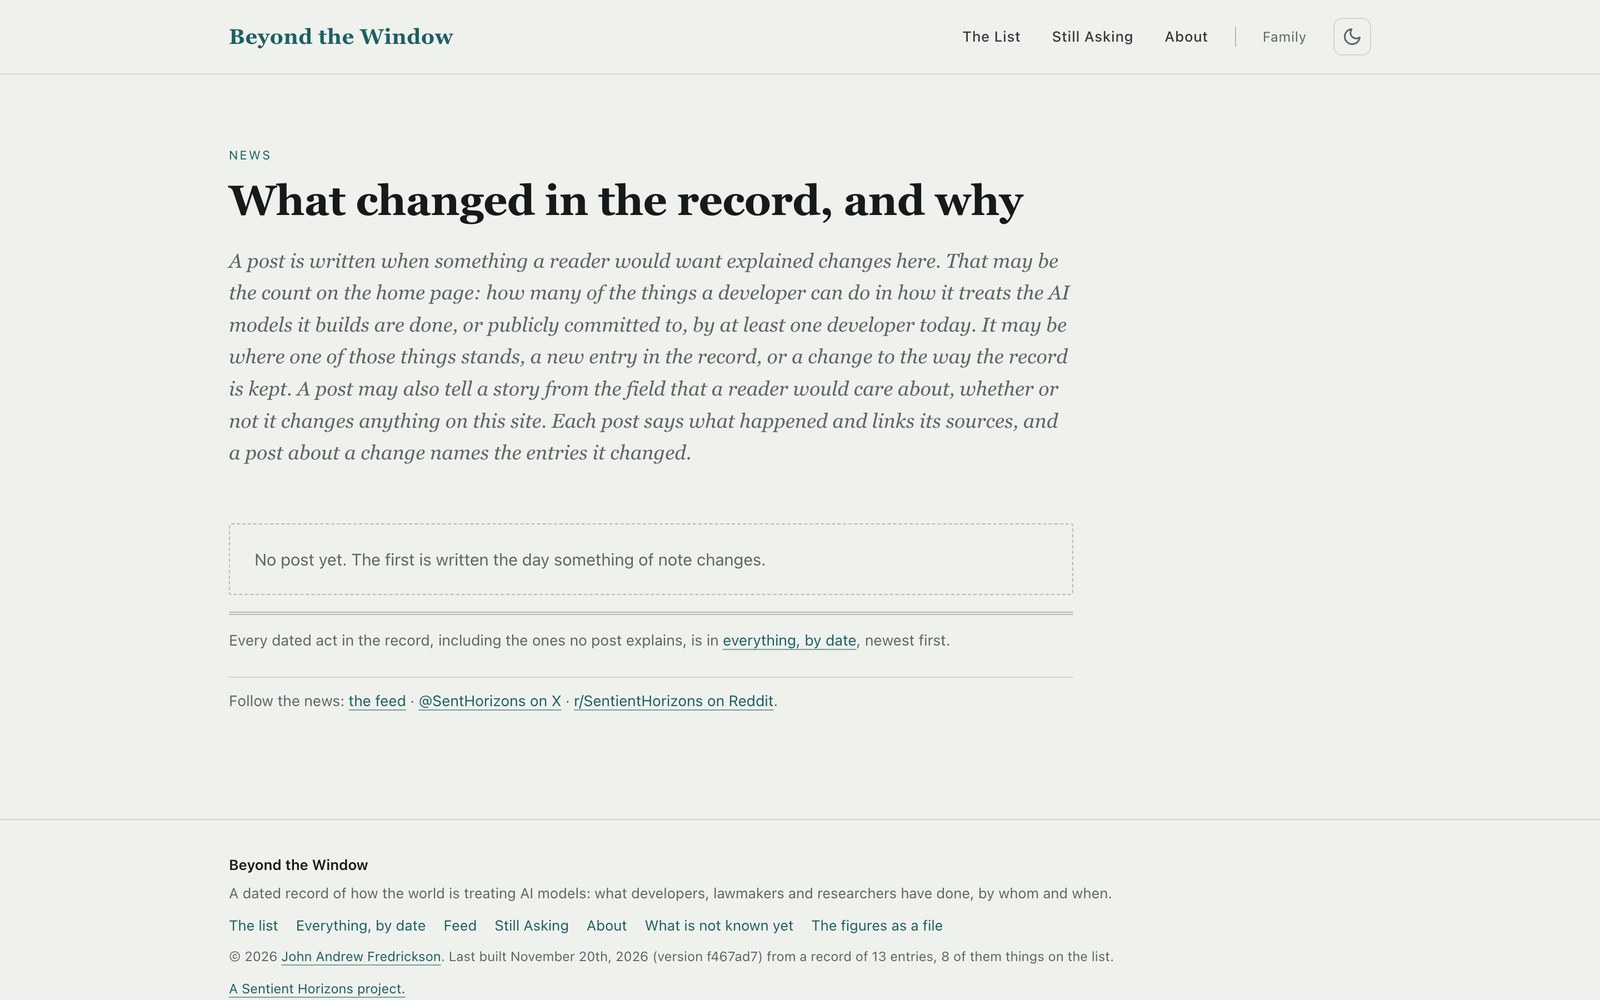 Beyond the Window
The List
Still Asking
About
Family
NEWS
What changed in the record, and why
A post is written when something a reader would want explained changes here. That may be
the count on the home page: how many of the things a developer can do in how it treats the AI
models it builds are done, or publicly committed to, by at least one developer today. It may be
where one of those things stands, a new entry in the record, or a change to the way the record
is kept. A post may also tell a story from the field that a reader would care about, whether or
not it changes anything on this site. Each post says what happened and links its sources, and
a post about a change names the entries it changed.
No post yet. The first is written the day something of note changes.
Every dated act in the record, including the ones no post explains, is in everything, by date, newest first.
Follow the news: the feed · @SentHorizons on X · r/SentientHorizons on Reddit.
Beyond the Window
A dated record of how the world is treating AI models: what developers, lawmakers and researchers have done, by whom and when.
The list Everything, by date Feed Still Asking About What is not known yet The figures as a file
© 2026 John Andrew Fredrickson. Last built November 20th, 2026 (version f467ad7) from a record of 13 entries, 8 of them things on the list.
A Sentient Horizons project.